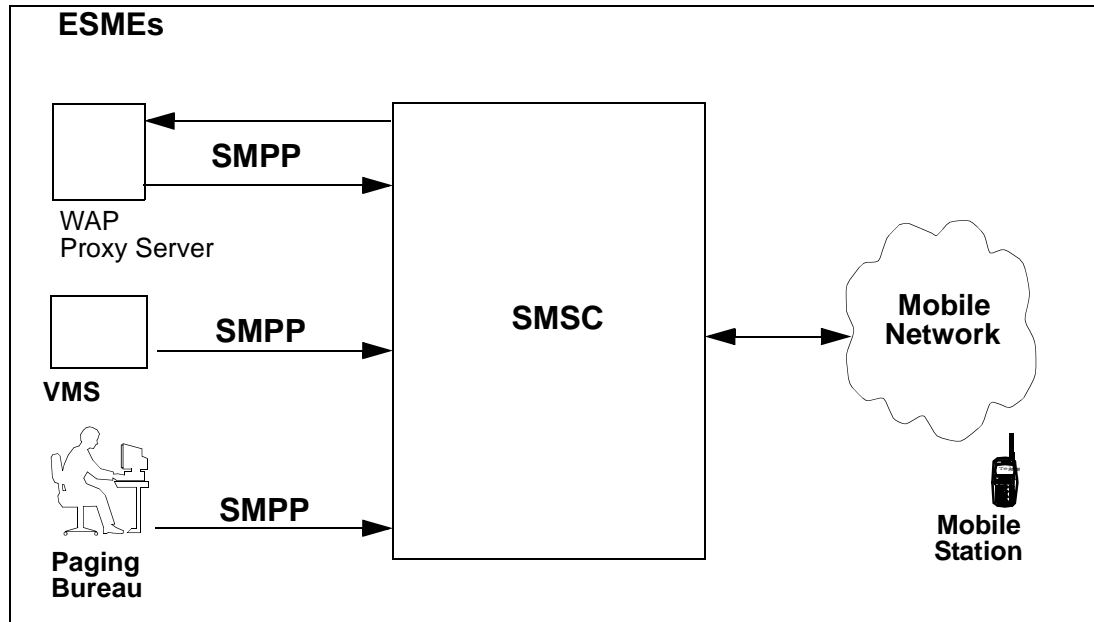 ESMEs
SMPP
WAP
Proxy Server
SMPP
VMS
SMPP
Paging
Bureau
SMSC
Mobile
Network
Mobile
Station